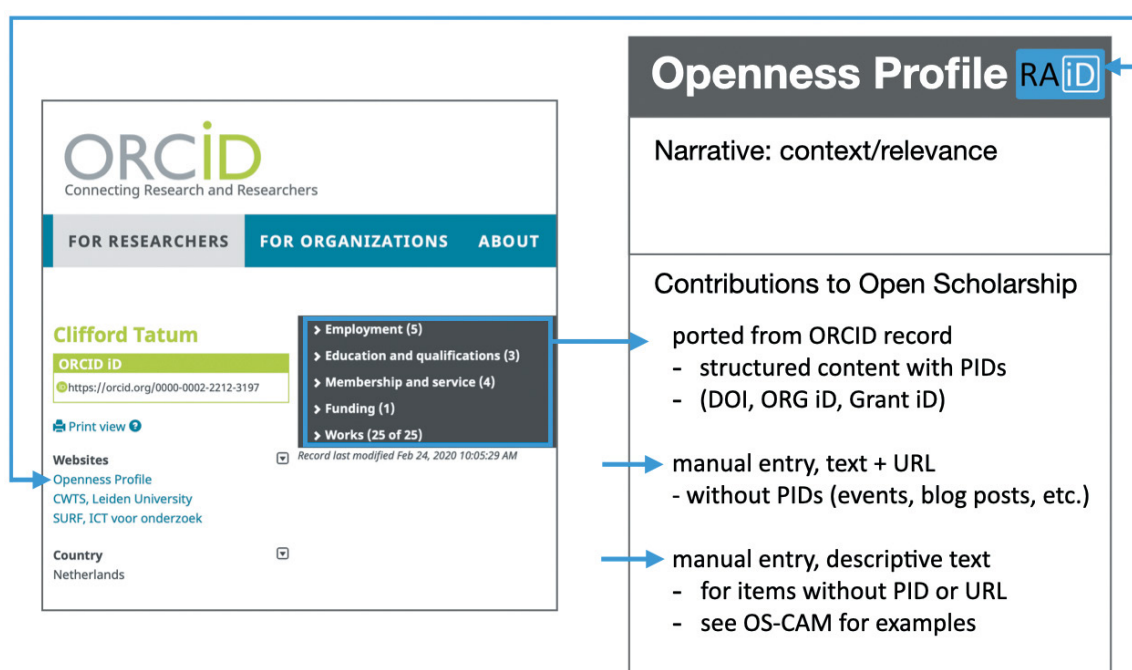 ORCiD
Connecting Research and Researchers
FOR RESEARCHERS FOR ORGANIZATIONS ABOUT
Clifford Tatum
ORCID iD
iD https://orcid.org/0000-0002-2212-3197
Print view ?
Websites
Openness Profile
CWTS, Leiden University
SURF, ICT voor onderzoek
Country
Netherlands
> Employment (5)
> Education and qualifications (3)
> Membership and service (4)
> Funding (1)
> Works (25 of 25)
Record last modified Feb 24, 2020 10:05:29 AM
Openness Profile RAiD
Narrative: context/relevance
Contributions to Open Scholarship
ported from ORCID record
- structured content with PIDs
- (DOI, ORG iD, Grant iD)
manual entry, text + URL
- without PIDs (events, blog posts, etc.)
manual entry, descriptive text
- for items without PID or URL
- see OS-CAM for examples